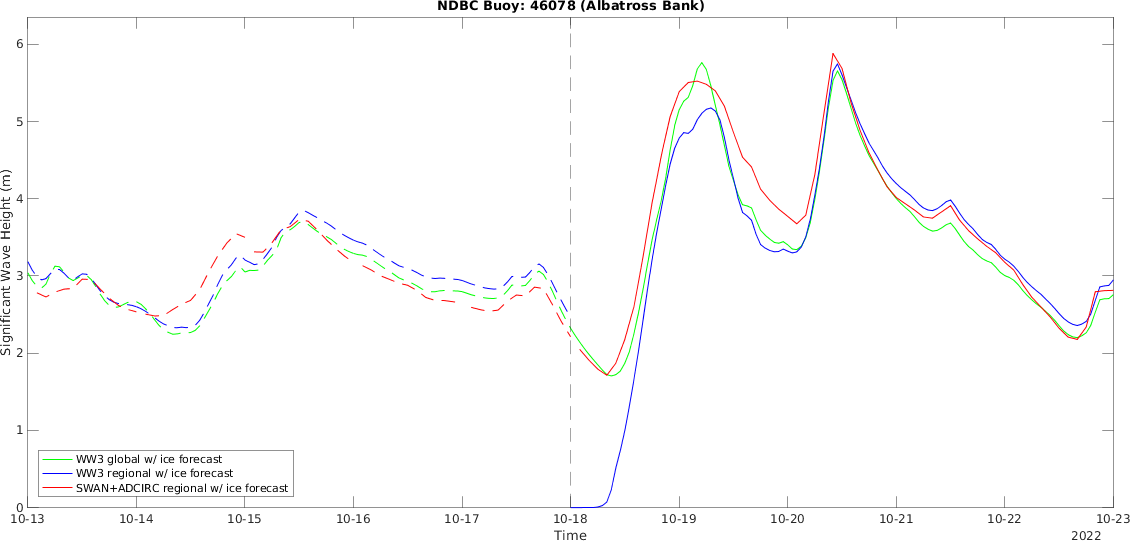 NDBC Buoy: 46078 (Albatross Bank)
Significant Wave Height (m)
6
5
4
3
2
1
0
WW3 global w/ ice forecast
WW3 regional w/ ice forecast
SWAN+ADCIRC regional w/ ice forecast
10-13 10-14 10-15 10-16 10-17 10-18 10-19 10-20 10-21 10-22 10-23
Time
2022